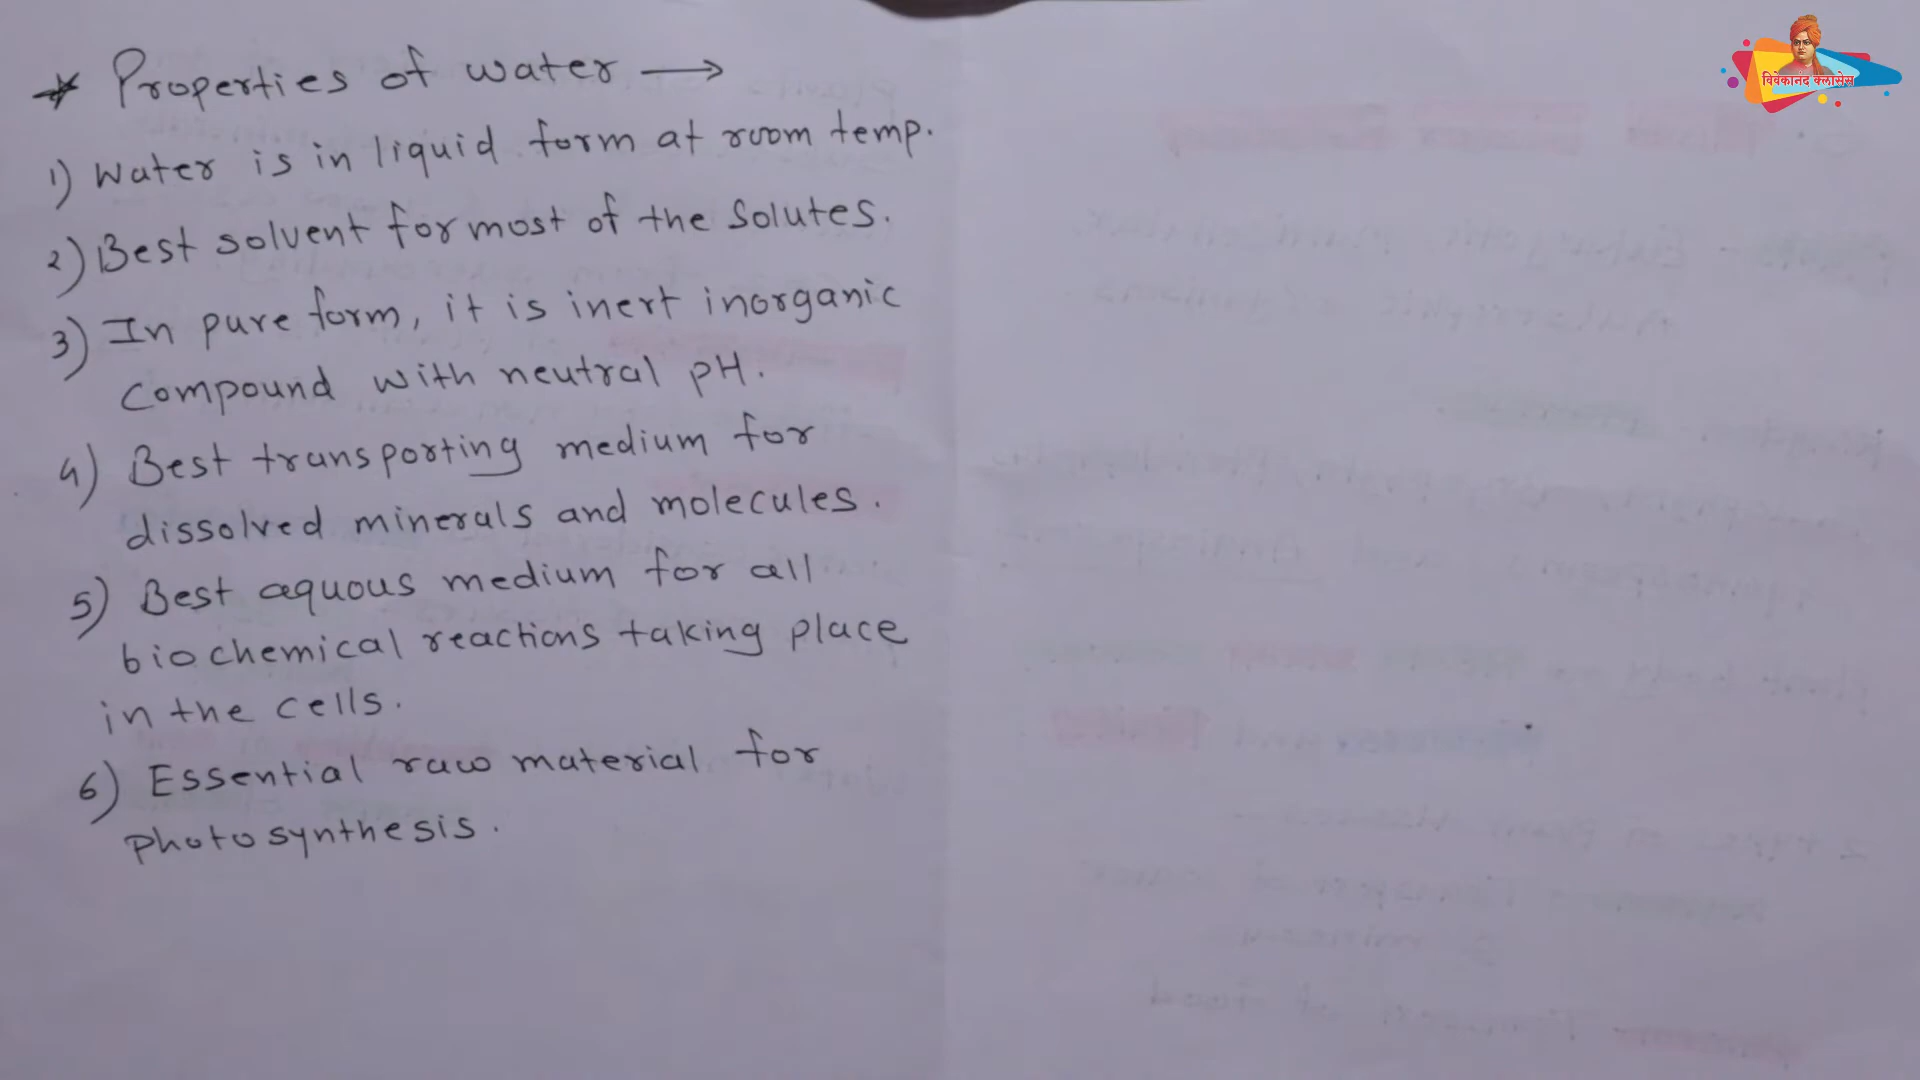 * Properties of water →
1) Water is in liquid form at room temp.
2) Best solvent for most of the Solutes.
3) In pure form, it is inert inorganic
compound with neutral pH.
4) Best transporting medium for
dissolved minerals and molecules.
5) Best aquous medium for all
biochemical reactions taking place
in the cells.
6) Essential raw material for
photosynthesis.
विवेकानंद क्लासेस